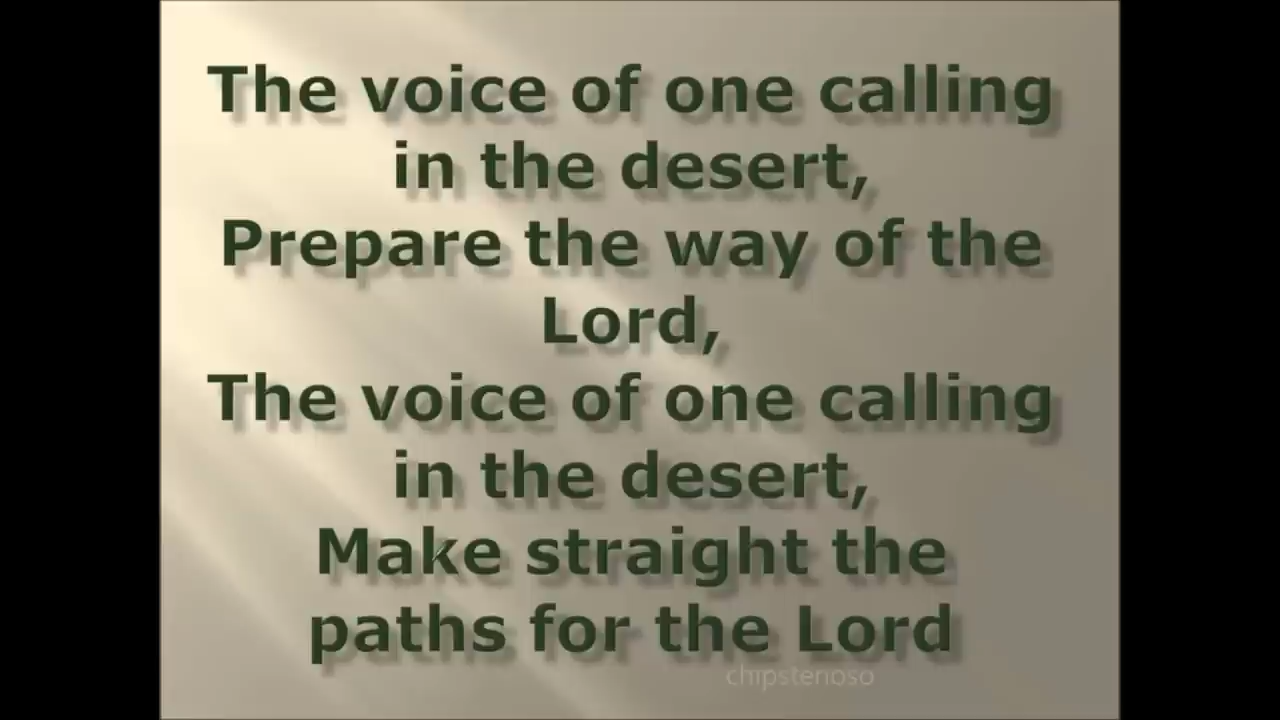 The voice of one calling
in the desert,
Prepare the way of the
Lord,
The voice of one calling
in the desert,
Make straight the
paths for the Lord
chipstenoso